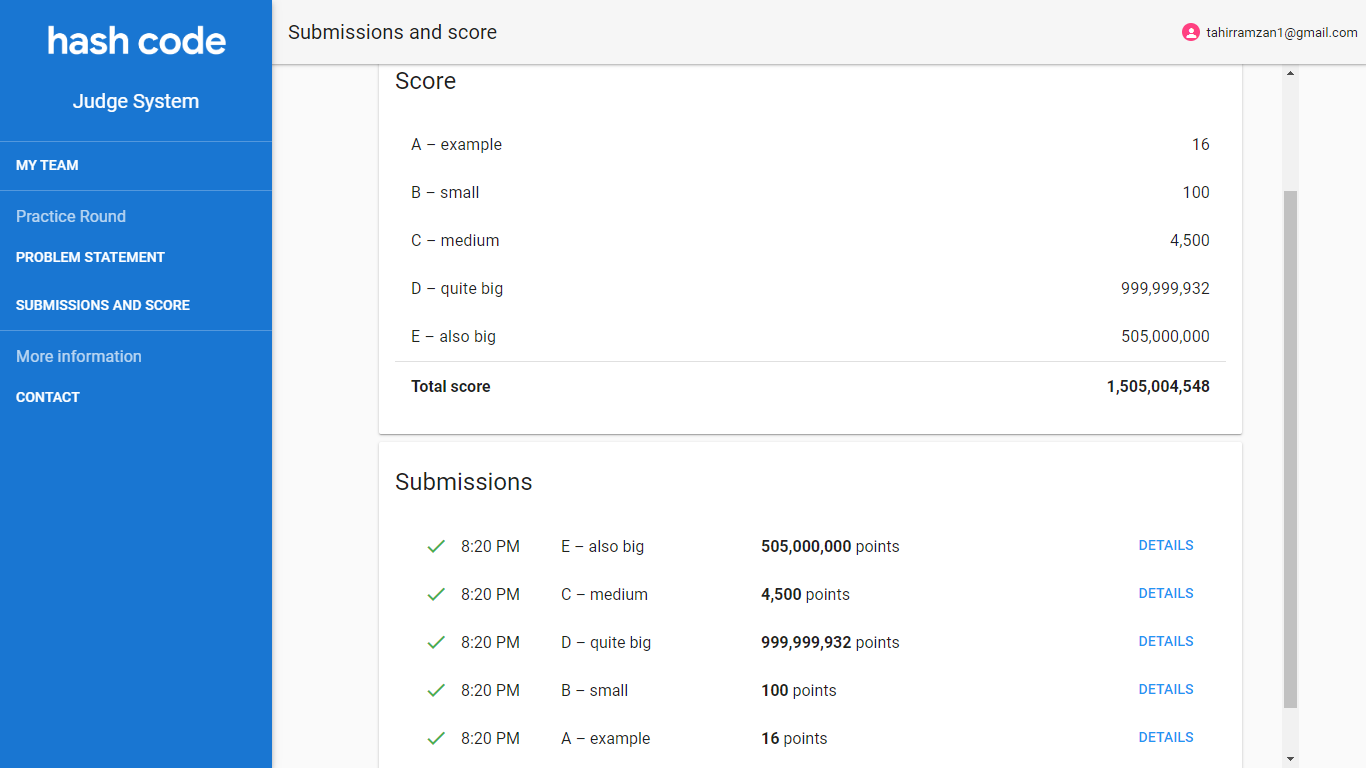 hash code
Judge System
MY TEAM
Practice Round
PROBLEM STATEMENT
SUBMISSIONS AND SCORE
More information
CONTACT
Submissions and score
tahirramzan1@gmail.com
Score
A – example 16
B – small 100
C – medium 4,500
D – quite big 999,999,932
E – also big 505,000,000
Total score 1,505,004,548
Submissions
8:20 PM E – also big 505,000,000 points DETAILS
8:20 PM C – medium 4,500 points DETAILS
8:20 PM D – quite big 999,999,932 points DETAILS
8:20 PM B – small 100 points DETAILS
8:20 PM A – example 16 points DETAILS